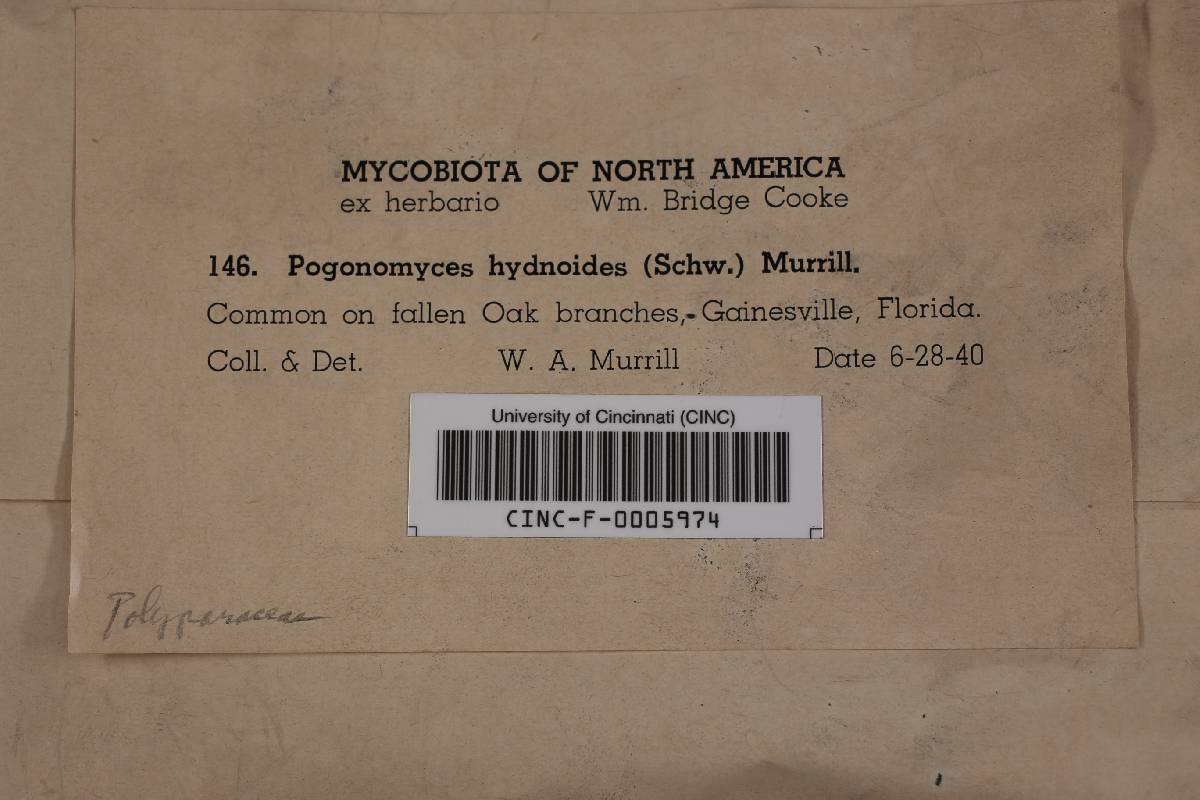 MYCOBIOTA OF NORTH AMERICA
ex herbario Wm. Bridge Cooke
146. Pogonomyces hydnoides (Schw.) Murrill.
Common on fallen Oak branches,- Gainesville, Florida.
Coll. & Det. W. A. Murrill Date 6-28-40
University of Cincinnati (CINC)
CINC-F-0005974
Polyporaceae